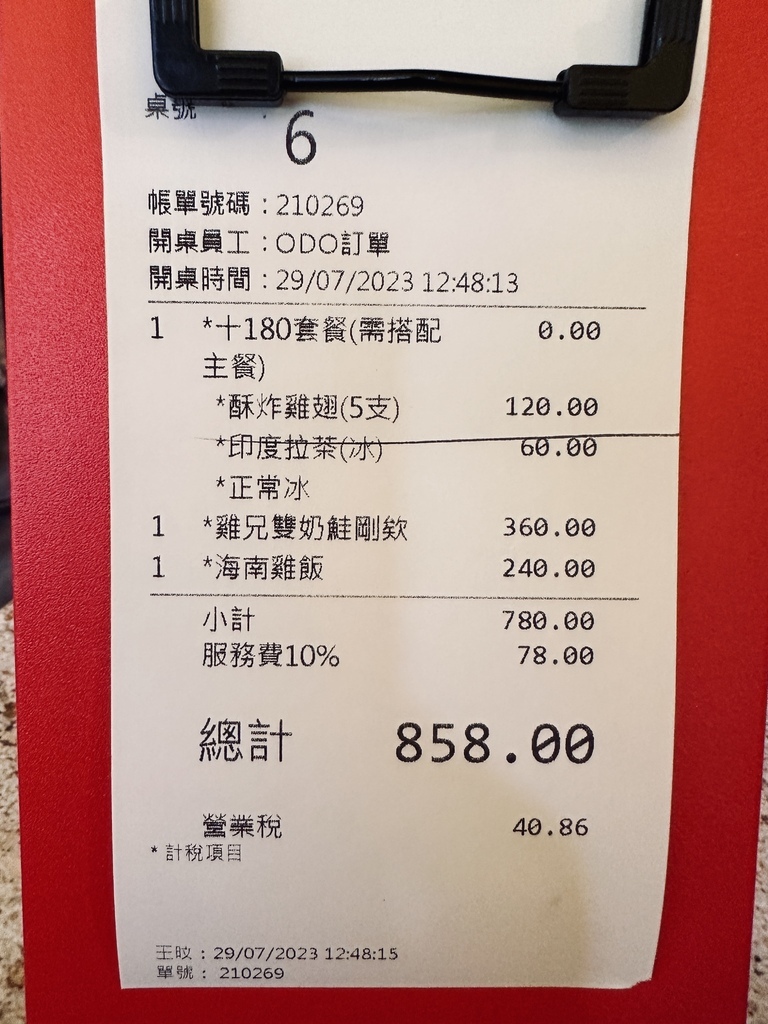 桌號 :
6
帳單號碼：210269
開桌員工：ODO訂單
開桌時間：29/07/2023 12:48:13
1 *十180套餐(需搭配 0.00
主餐)
*酥炸雞翅(5支) 120.00
*印度拉茶(冰) 60.00
*正常冰
1 *雞兄雙奶鮭剛欸 360.00
1 *海南雞飯 240.00
小計 780.00
服務費10% 78.00
總計 858.00
營業稅 40.86
* 計稅項目
王旼：29/07/2023 12:48:15
單號： 210269